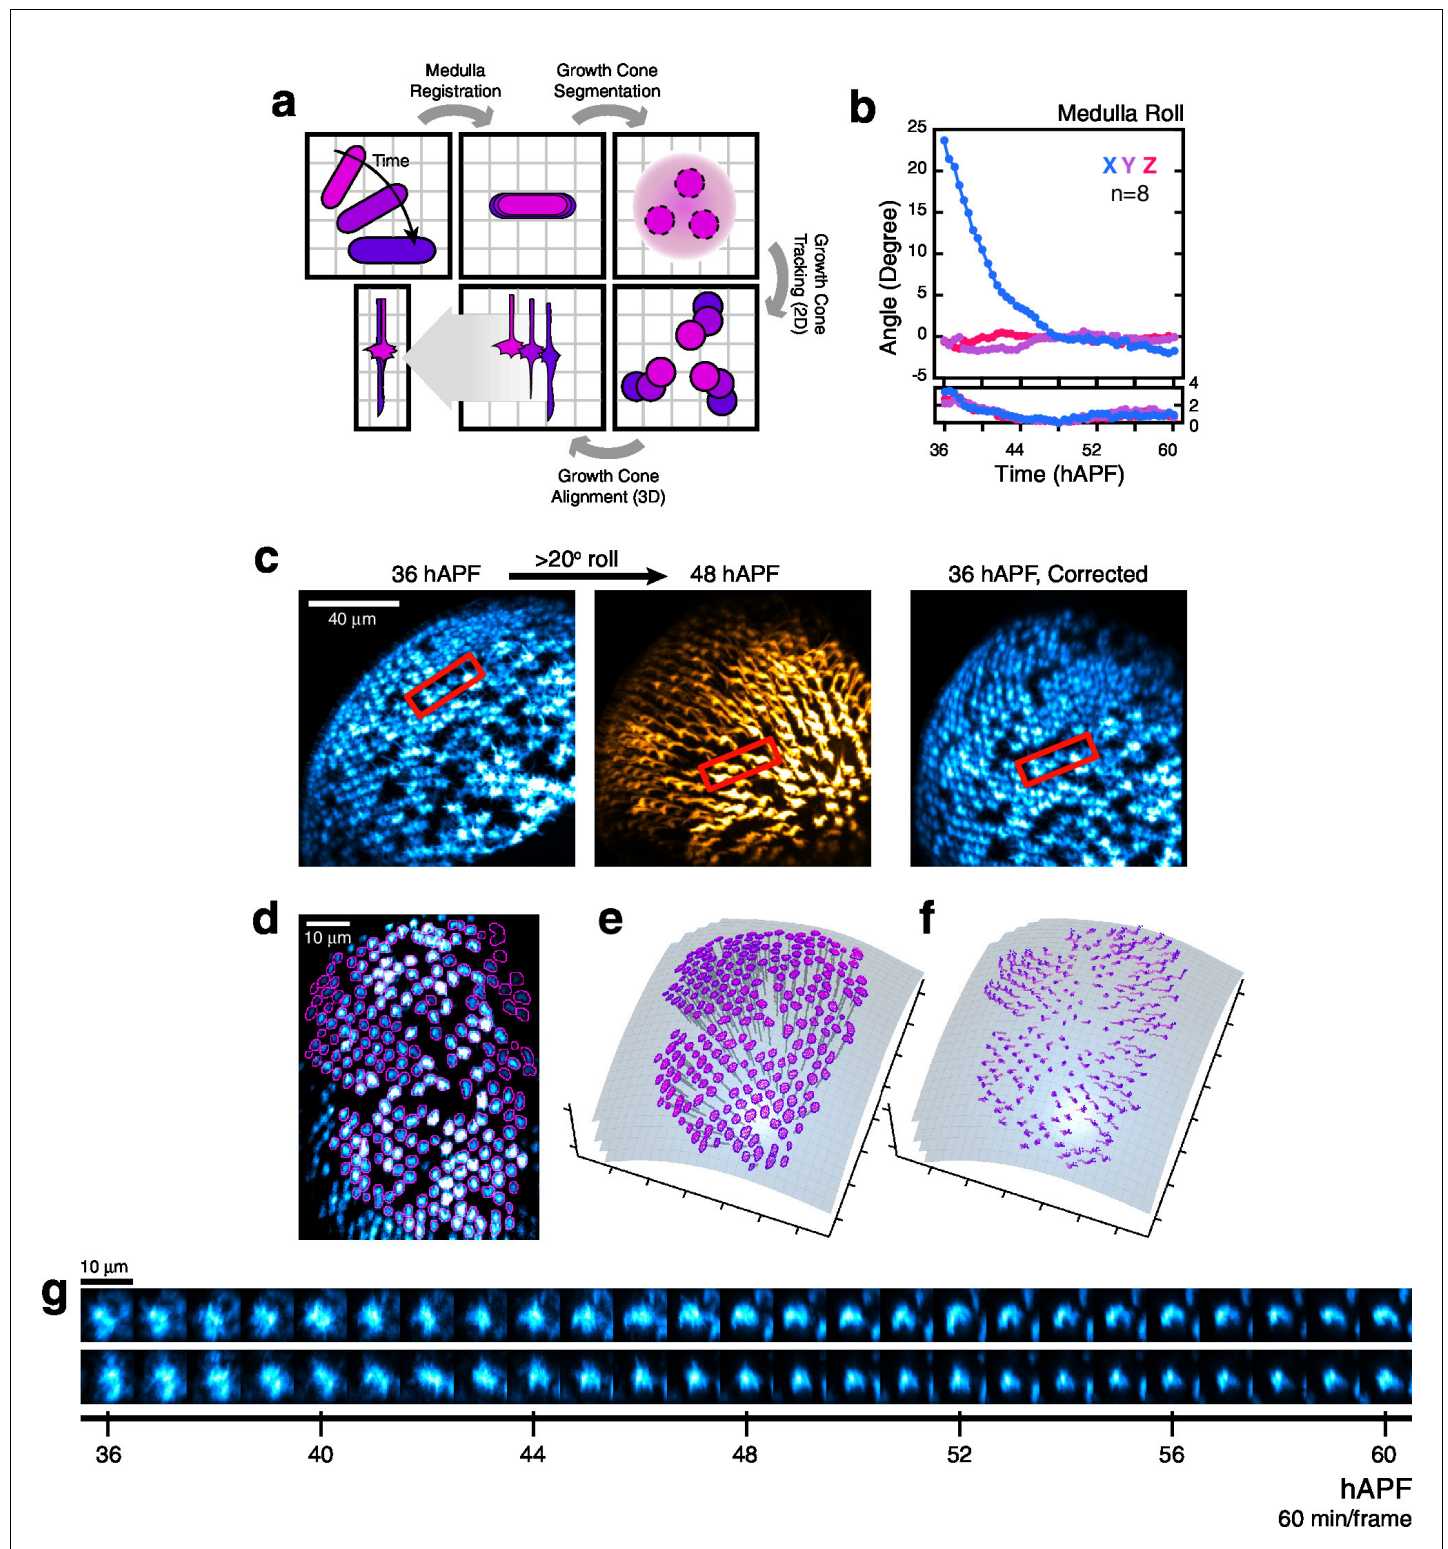 a
Medulla
Registration
Growth Cone
Segmentation
Time
Growth Cone
Tracking (2D)
Growth Cone
Alignment (3D)
b
Medulla Roll
X Y Z
n=8
Angle (Degree)
25
20
15
10
5
0
-5
4
2
0
36
44
52
60
Time (hAPF)
c
36 hAPF
>20° roll
48 hAPF
36 hAPF, Corrected
40 µm
d
10 µm
e
f
g
10 µm
36
40
44
48
52
56
60
hAPF
60 min/frame